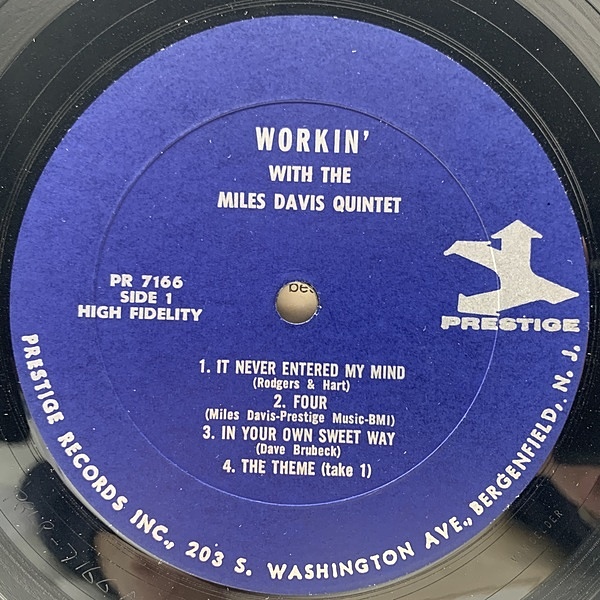 WORKIN'
WITH THE
MILES DAVIS QUINTET
PR 7166
SIDE 1
HIGH FIDELITY
PRESTIGE
1. IT NEVER ENTERED MY MIND
(Rodgers & Hart)
2. FOUR
(Miles Davis-Prestige Music-BMI)
3. IN YOUR OWN SWEET WAY
(Dave Brubeck)
4. THE THEME (take 1)
PRESTIGE RECORDS INC., 203 S. WASHINGTON AVE., BERGENFIELD, N. J.